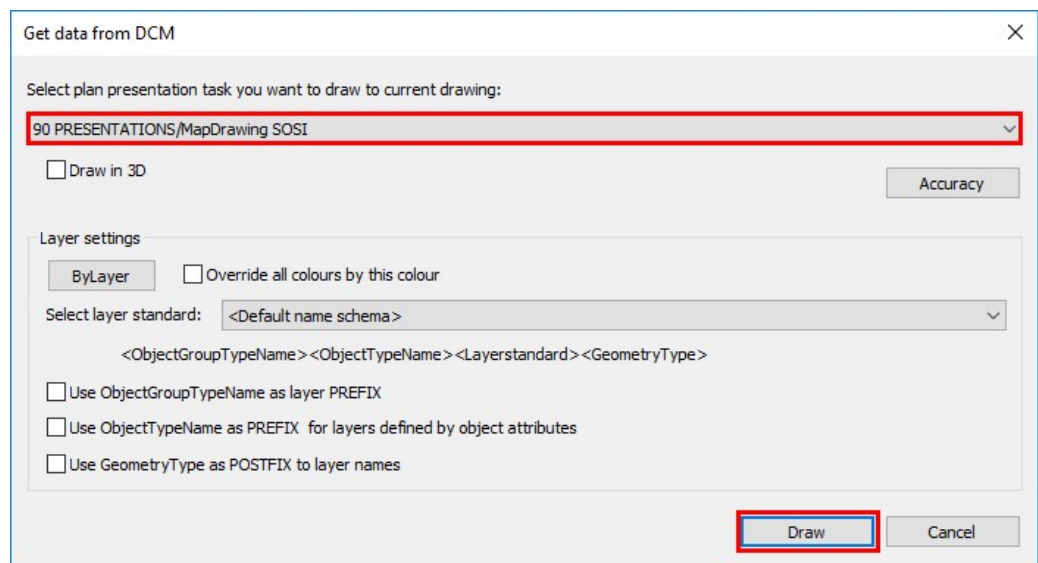 Get data from DCM
Select plan presentation task you want to draw to current drawing:
90 PRESENTATIONS/MapDrawing SOSI
Draw in 3D
Accuracy
Layer settings
ByLayer
Override all colours by this colour
Select layer standard:
<Default name schema>
<ObjectGroupTypeName><ObjectTypeName><Layerstandard><GeometryType>
Use ObjectGroupTypeName as layer PREFIX
Use ObjectTypeName as PREFIX for layers defined by object attributes
Use GeometryType as POSTFIX to layer names
Draw
Cancel